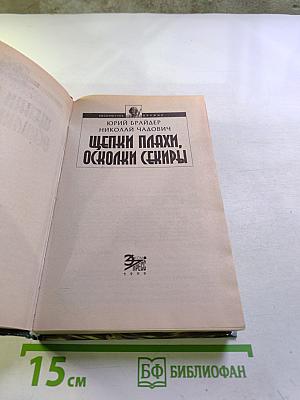 ЮРИЙ БРАЙДЕР
НИКОЛАЙ ЧАДОВИЧ
ЩЕПКИ ПЛАХИ,
ОСКОЛКИ СЕКИРЫ
15 см
БФ БИБЛИОФАН